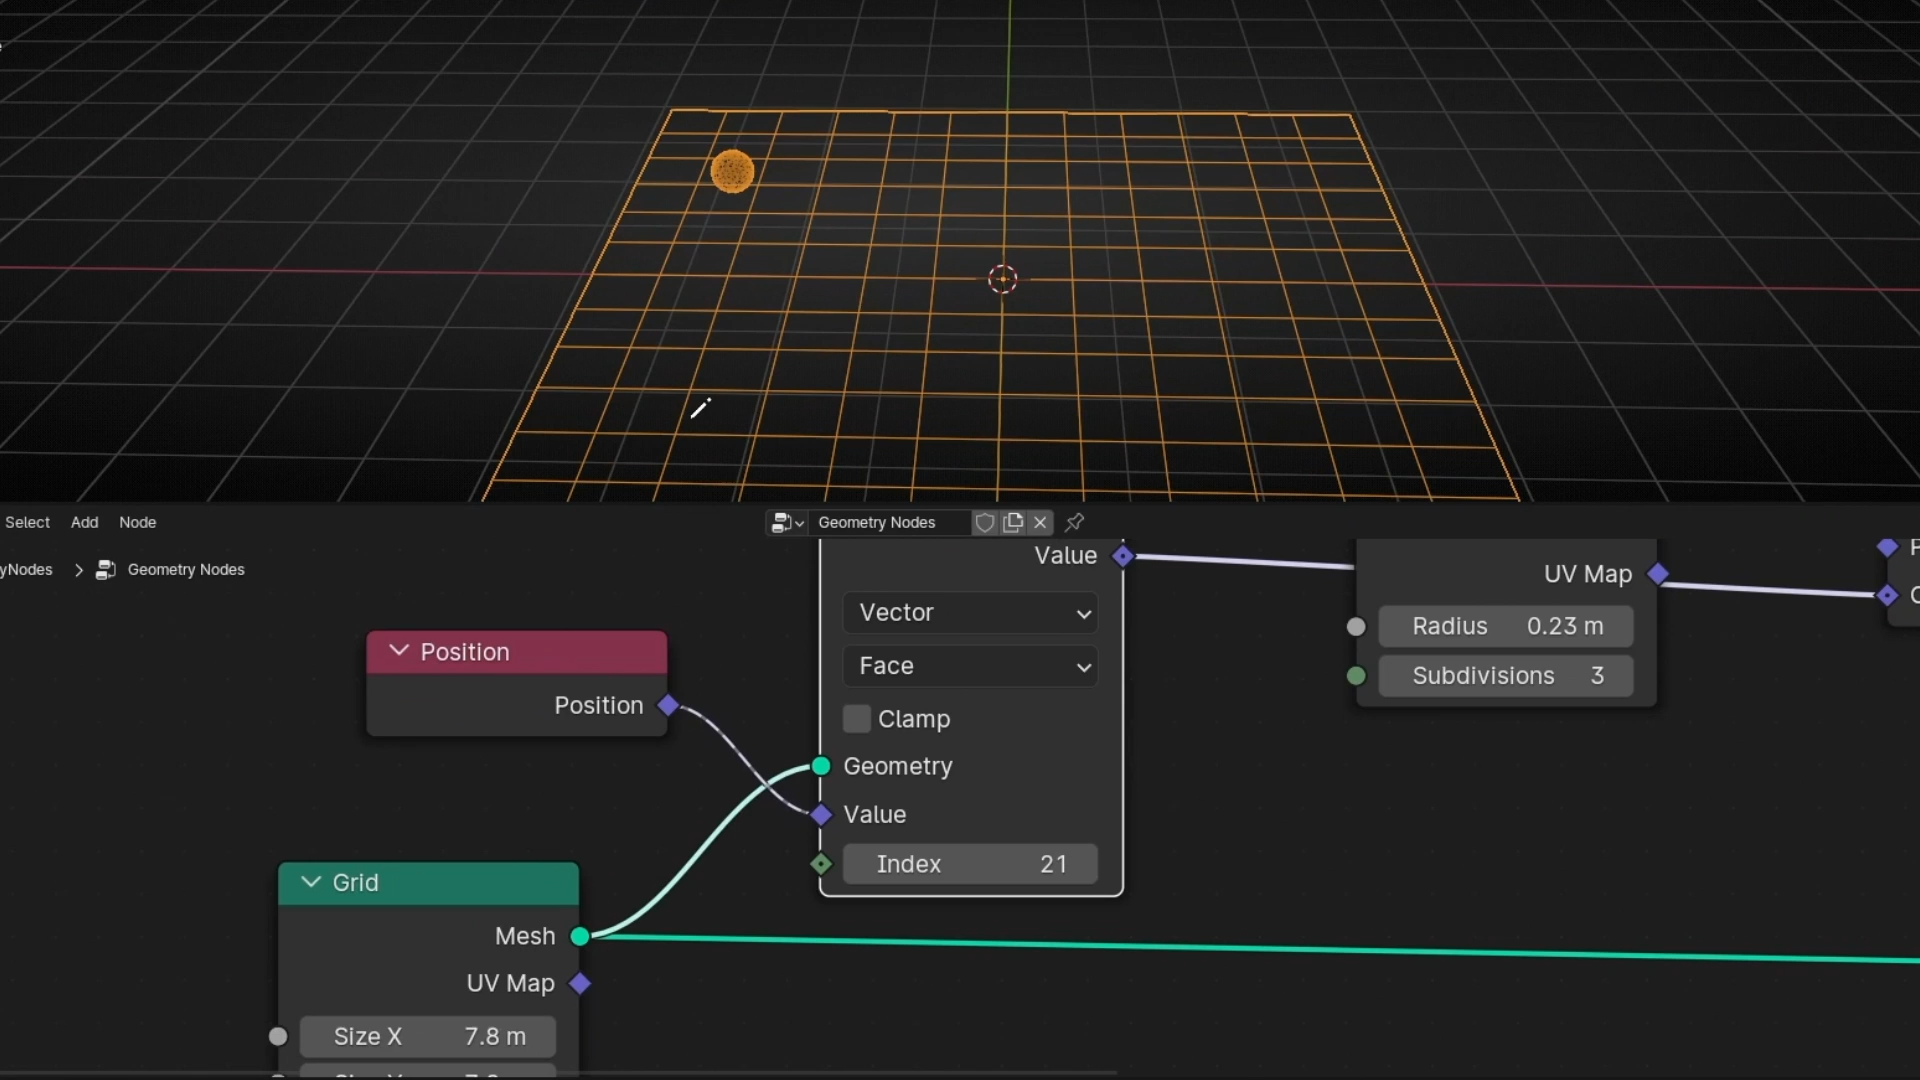 Select Add Node
Geometry Nodes
yNodes > Geometry Nodes
Value
UV Map
Vector
Radius 0.23 m
Position
Face
Subdivisions 3
Position
Clamp
Geometry
Value
Index 21
Grid
Mesh
UV Map
Size X 7.8 m